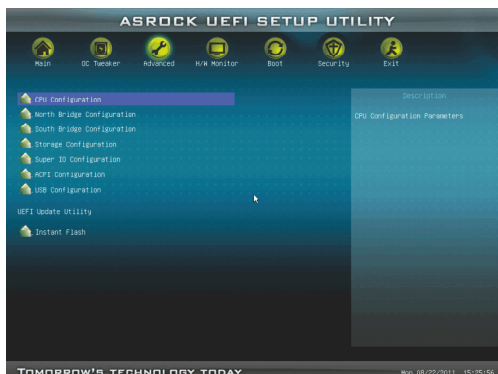 ASROCK UEFI SETUP UTILITY
Main OC Tweaker Advanced H/W Monitor Boot Security Exit
CPU Configuration
North Bridge Configuration
South Bridge Configuration
Storage Configuration
Super IO Configuration
ACPI Configuration
USB Configuration
UEFI Update Utility
Instant Flash
Description
CPU Configuration Parameters
TOMORROW'S TECHNOLOGY TODAY
Mon 08/22/2011 15:25:56